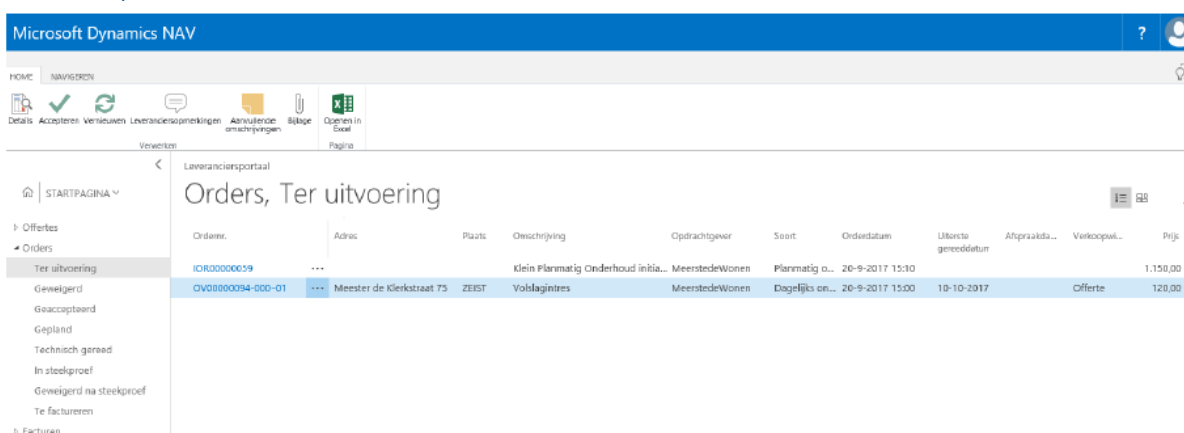 Microsoft Dynamics NAV ?
HOME NAVIGEREN
Details Accepteren Vernieuwen Leveranciersopmerkingen Aanvullende omschrijvingen Bijlage Openen in Excel
Verwerken Pagina
Leveranciersportaal
STARTPAGINA
Orders, Ter uitvoering
Offertes
Orders
Ter uitvoering
Geweigerd
Geaccepteerd
Gepland
Technisch gereed
In steekproef
Geweigerd na steekproef
Te factureren
Facturen
Ordernr. Adres Plaats Omschrijving Opdrachtgever Soort Orderdatum Uiterste gereeddatum Afspraakda... Verkoopwi... Prijs
IOR00000059 ... Klein Planmatig Onderhoud initia... MeerstedeWonen Planmatig o... 20-9-2017 15:10 1.150,00
OV00000094-000-01 ... Meester de Klerkstraat 75 ZEIST Volslagintres MeerstedeWonen Dagelijks on... 20-9-2017 15:00 10-10-2017 Offerte 120,00